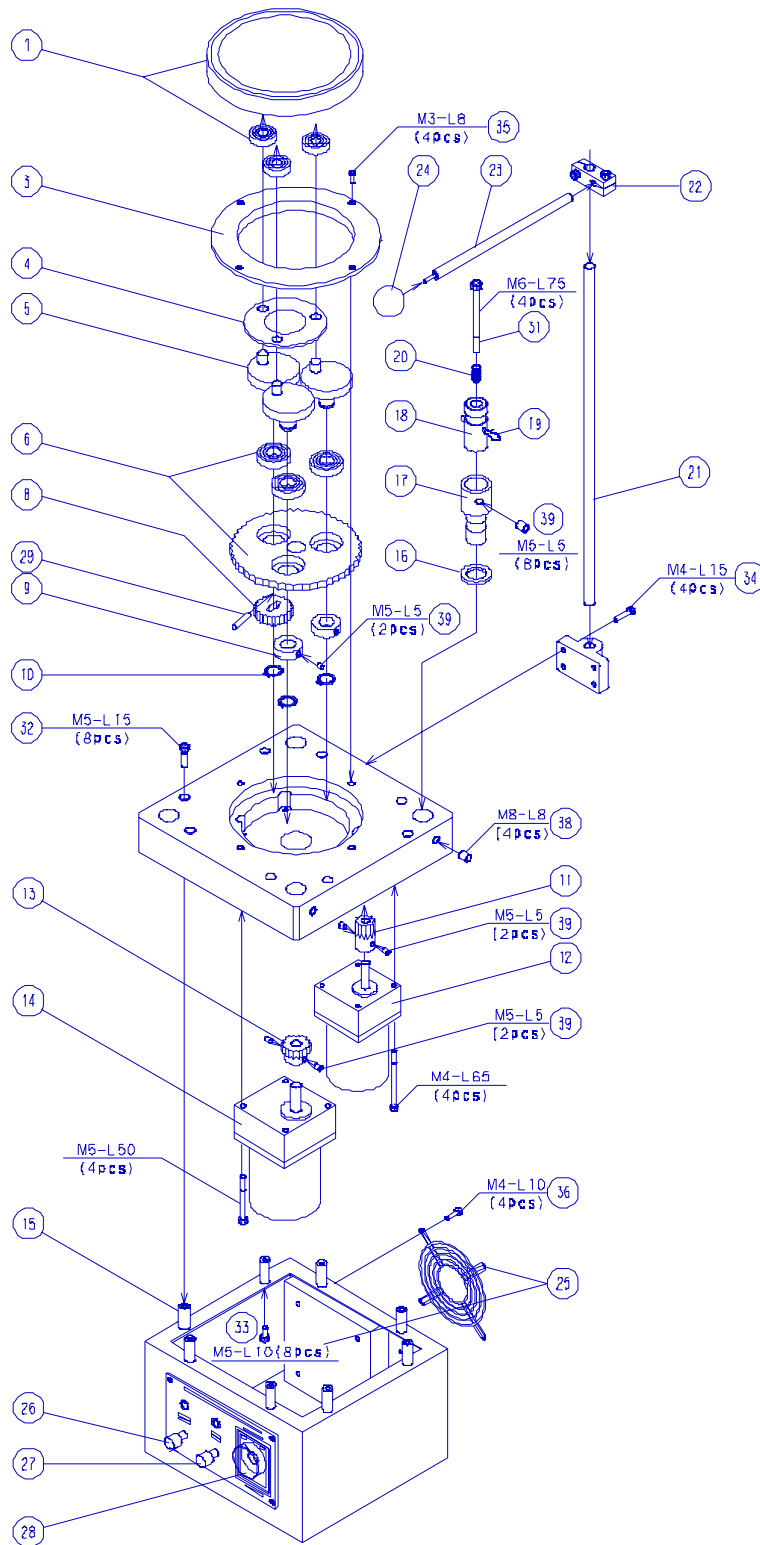 1
M3-L8
(4pcs)
35
24
23
22
3
4
5
M6-L75
(4pcs)
31
20
18
19
6
17
21
8
39
M5-L5
(8pcs)
29
16
9
M5-L5
(2pcs)
39
M4-L15
(4pcs)
34
10
32
M5-L15
(8pcs)
M8-L8
[4pcs)
38
13
11
M5-L5
[2pcs)
39
12
14
M5-L5
[2pcs)
39
M4-L65
(4pcs)
M5-L50
(4pcs)
M4-L10
(4pcs)
36
15
25
33
M5-L10(8pcs)
26
27
28